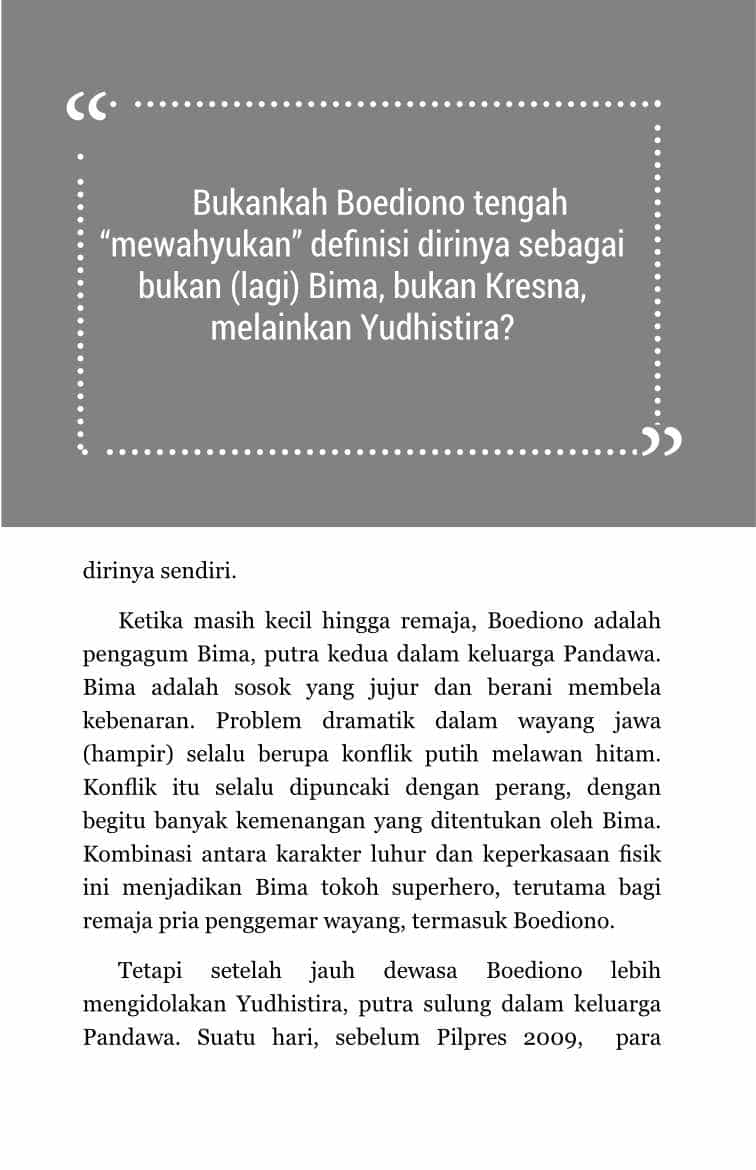 “
Bukankah Boediono tengah
“mewahyukan” definisi dirinya sebagai
bukan (lagi) Bima, bukan Kresna,
melainkan Yudhistira?
”
dirinya sendiri.
Ketika masih kecil hingga remaja, Boediono adalah
pengagum Bima, putra kedua dalam keluarga Pandawa.
Bima adalah sosok yang jujur dan berani membela
kebenaran. Problem dramatik dalam wayang jawa
(hampir) selalu berupa konflik putih melawan hitam.
Konflik itu selalu dipuncaki dengan perang, dengan
begitu banyak kemenangan yang ditentukan oleh Bima.
Kombinasi antara karakter luhur dan keperkasaan fisik
ini menjadikan Bima tokoh superhero, terutama bagi
remaja pria penggemar wayang, termasuk Boediono.
Tetapi setelah jauh dewasa Boediono lebih
mengidolakan Yudhistira, putra sulung dalam keluarga
Pandawa. Suatu hari, sebelum Pilpres 2009, para